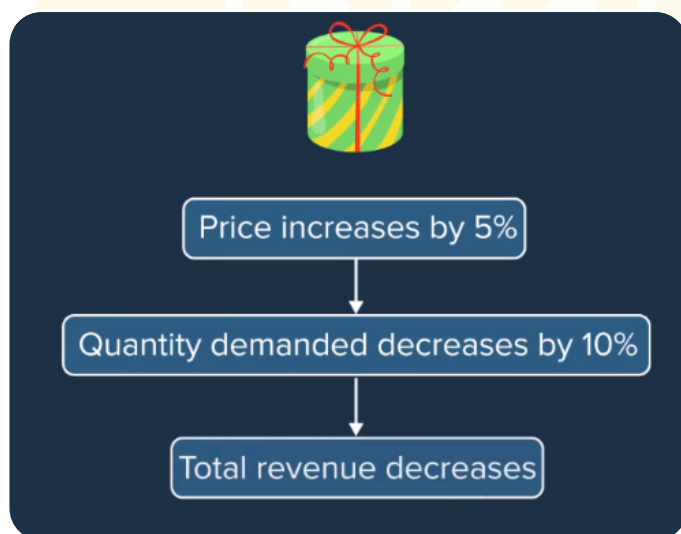 Price increases by 5%
Quantity demanded decreases by 10%
Total revenue decreases